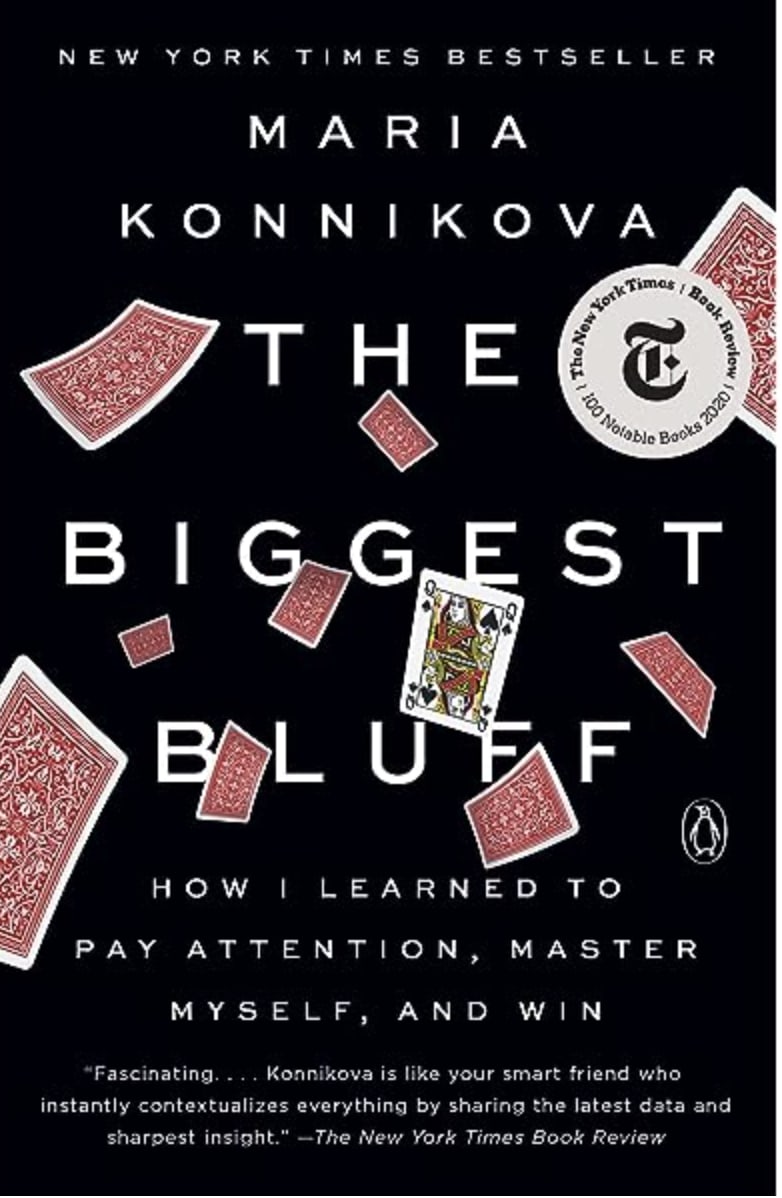 NEW YORK TIMES BESTSELLER
MARIA
KONNIKOVA
THE
The New York Times | Book Review
T
| 100 Notable Books 2020 |
BIGGEST
Q
Q
BLUFF
HOW I LEARNED TO
PAY ATTENTION, MASTER
MYSELF, AND WIN
“Fascinating. . . . Konnikova is like your smart friend who
instantly contextualizes everything by sharing the latest data and
sharpest insight.” —The New York Times Book Review